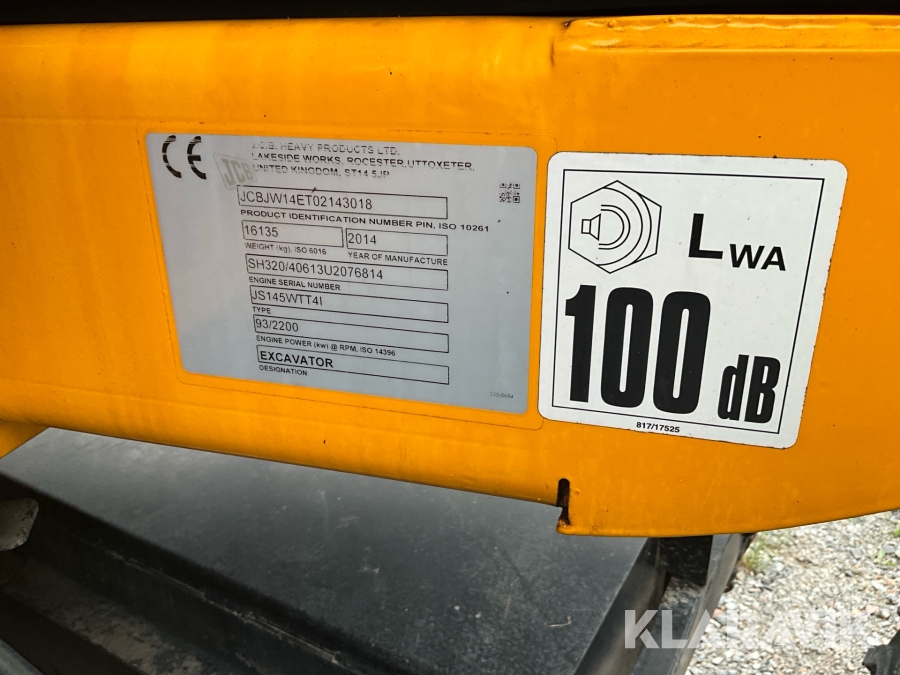 CE
JCB
J.C.B. HEAVY PRODUCTS LTD.
LAKESIDE WORKS, ROCESTER,UTTOXETER,
UNITED KINGDOM, ST14 5JP
JCBJW14ET02143018
PRODUCT IDENTIFICATION NUMBER PIN, ISO 10261
16135 2014
WEIGHT (kg), ISO 6016 YEAR OF MANUFACTURE
SH320/40613U2076814
ENGINE SERIAL NUMBER
JS145WTT4I
TYPE
93/2200
ENGINE POWER (kw) @ RPM, ISO 14396
EXCAVATOR
DESIGNATION
LWA
100 dB
817/17525
KLARAVIK